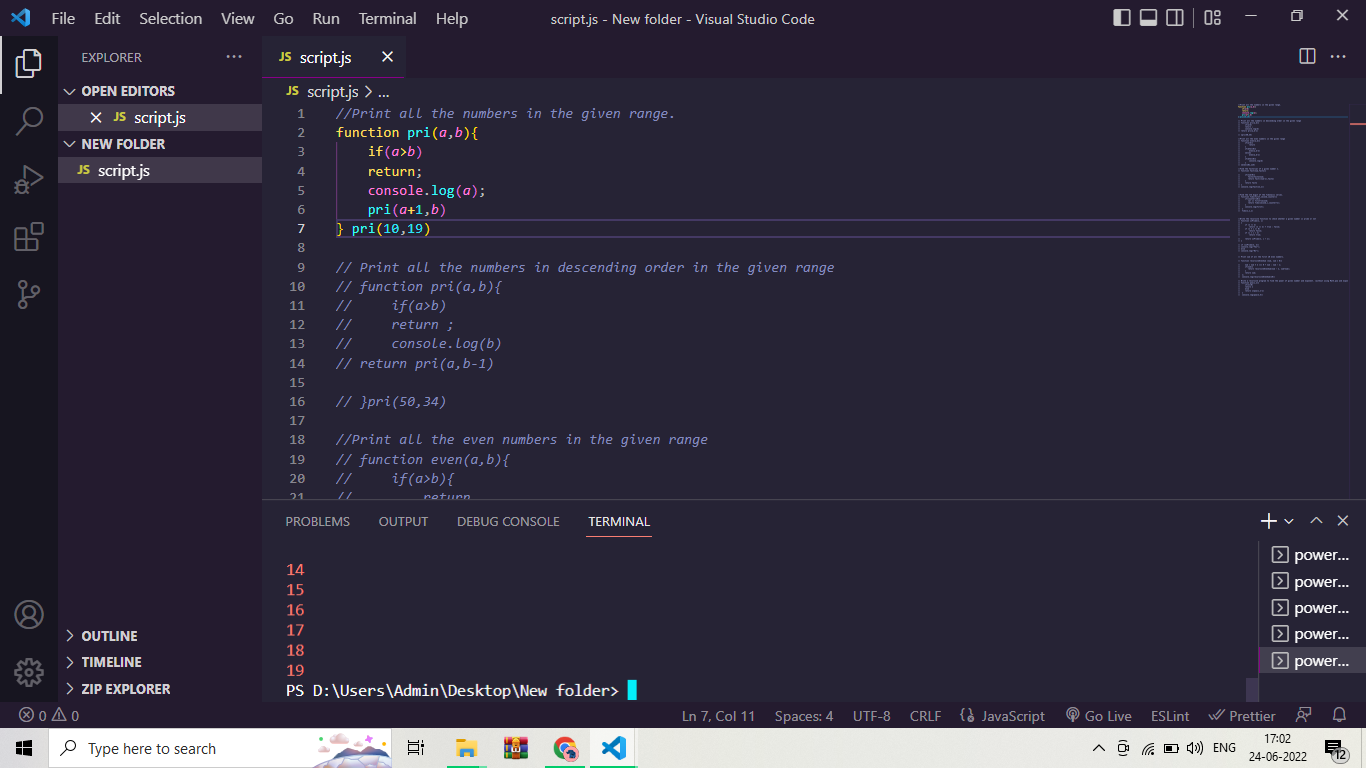 File Edit Selection View Go Run Terminal Help script.js - New folder - Visual Studio Code
EXPLORER
OPEN EDITORS
JS script.js
NEW FOLDER
JS script.js
OUTLINE
TIMELINE
ZIP EXPLORER
JS script.js
JS script.js > ...
1 //Print all the numbers in the given range.
2 function pri(a,b){
3     if(a>b)
4     return;
5     console.log(a);
6     pri(a+1,b)
7 } pri(10,19)
8
9 // Print all the numbers in descending order in the given range
10 // function pri(a,b){
11 //     if(a>b)
12 //     return ;
13 //     console.log(b)
14 // return pri(a,b-1)
15
16 // }pri(50,34)
17
18 //Print all the even numbers in the given range
19 // function even(a,b){
20 //     if(a>b){
21 //         return
PROBLEMS OUTPUT DEBUG CONSOLE TERMINAL
14
15
16
17
18
19
PS D:\Users\Admin\Desktop\New folder>
power...
power...
power...
power...
power...
0 0 Ln 7, Col 11 Spaces: 4 UTF-8 CRLF {} JavaScript Go Live ESLint Prettier
Type here to search
ENG
17:02
24-06-2022
12